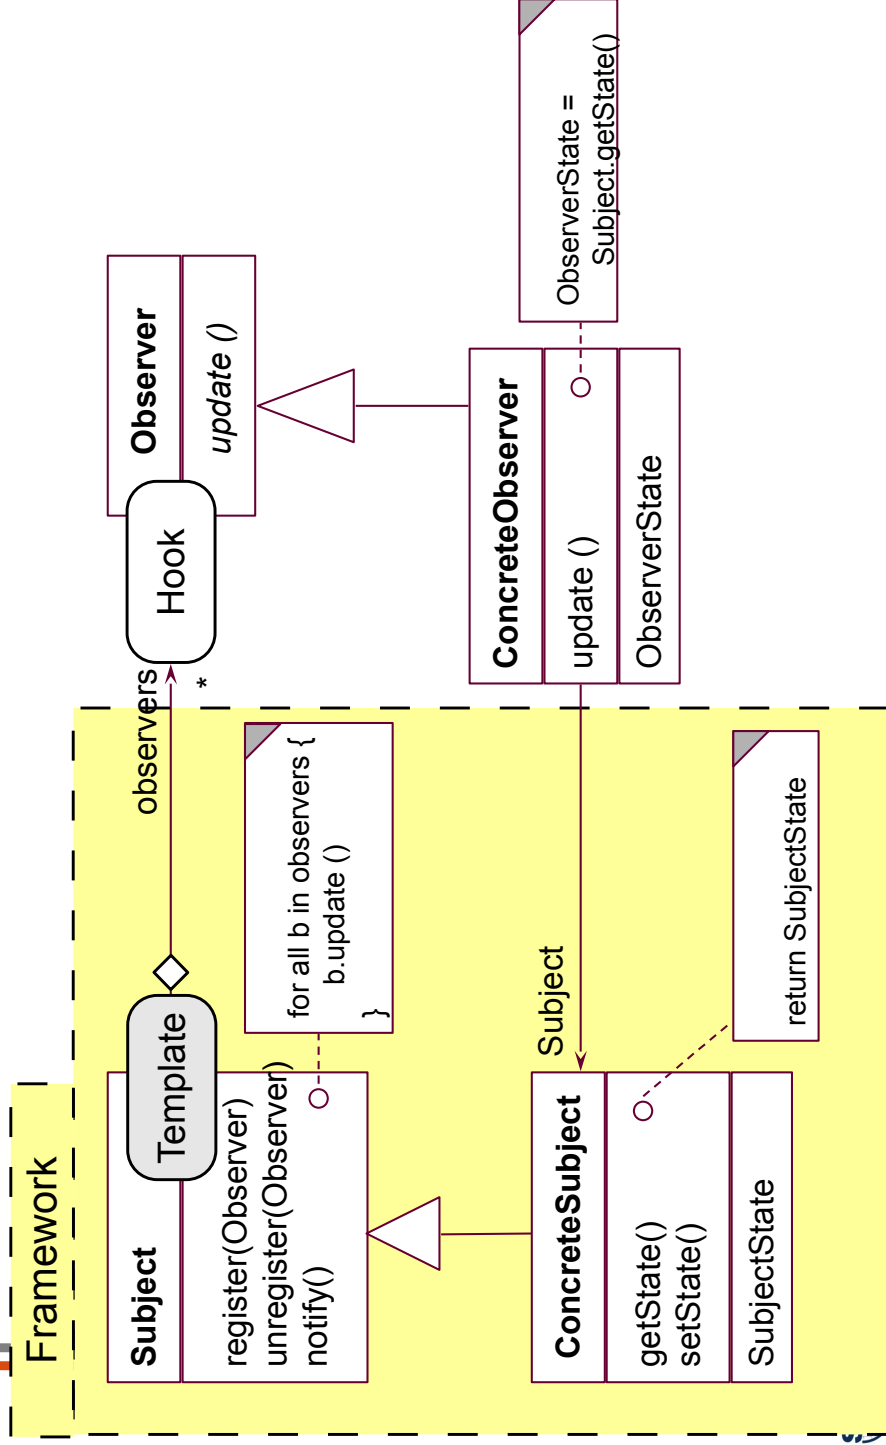 Framework
Subject
Template
register(Observer)
unregister(Observer)
notify()
observers
*
Hook
Observer
update ()
for all b in observers {
b.update ()
}
ConcreteSubject
getState()
setState()
SubjectState
Subject
return SubjectState
ConcreteObserver
update ()
ObserverState
ObserverState =
Subject.getState()